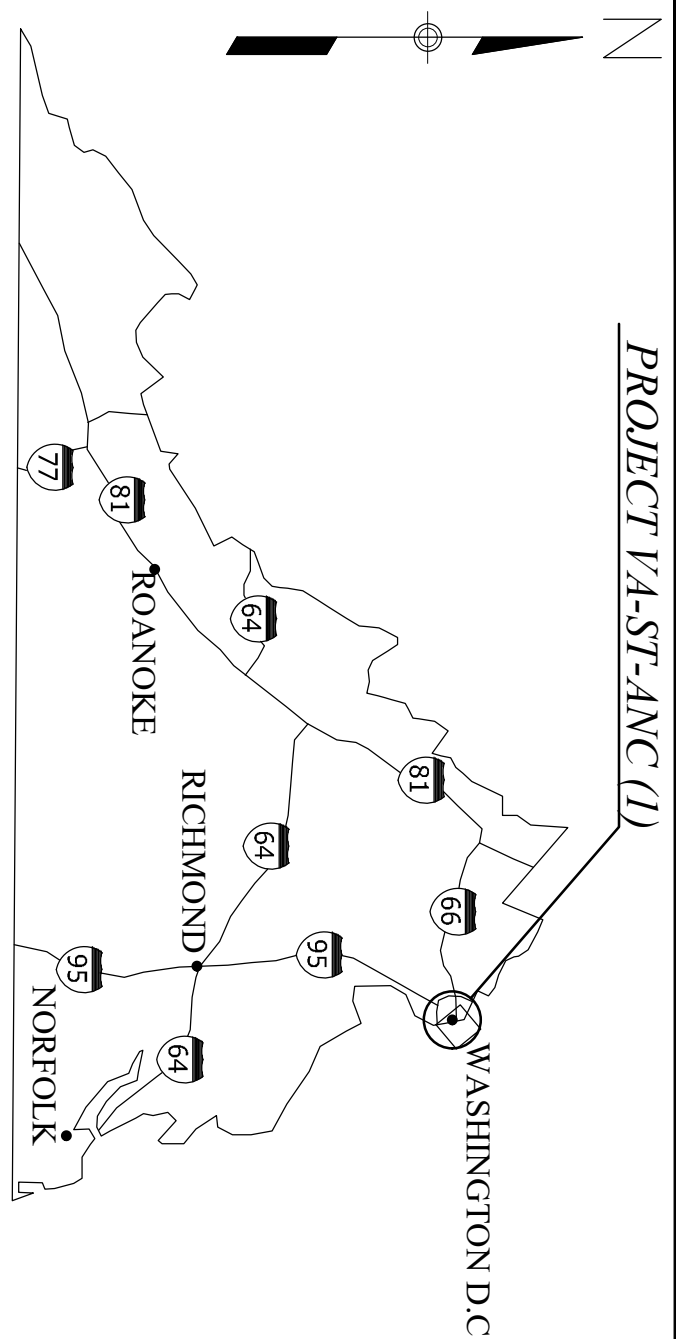 N
PROJECT VA-ST-ANC (1)
WASHINGTON D.C
66
81
95
64
64
RICHMOND
64
ROANOKE
81
95
77
NORFOLK